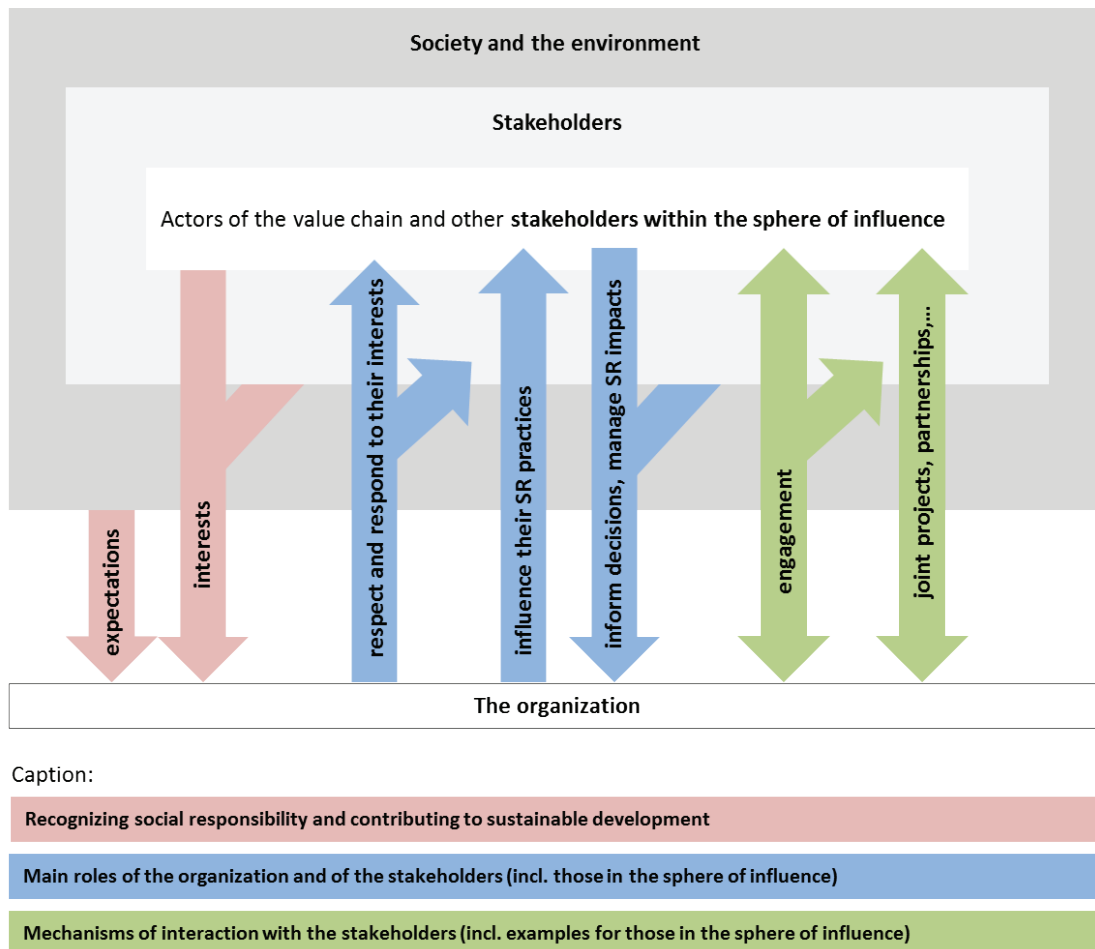 Society and the environment
Stakeholders
Actors of the value chain and other stakeholders within the sphere of influence
expectations
interests
respect and respond to their interests
influence their SR practices
inform decisions, manage SR impacts
engagement
joint projects, partnerships,...
The organization
Caption:
Recognizing social responsibility and contributing to sustainable development
Main roles of the organization and of the stakeholders (incl. those in the sphere of influence)
Mechanisms of interaction with the stakeholders (incl. examples for those in the sphere of influence)